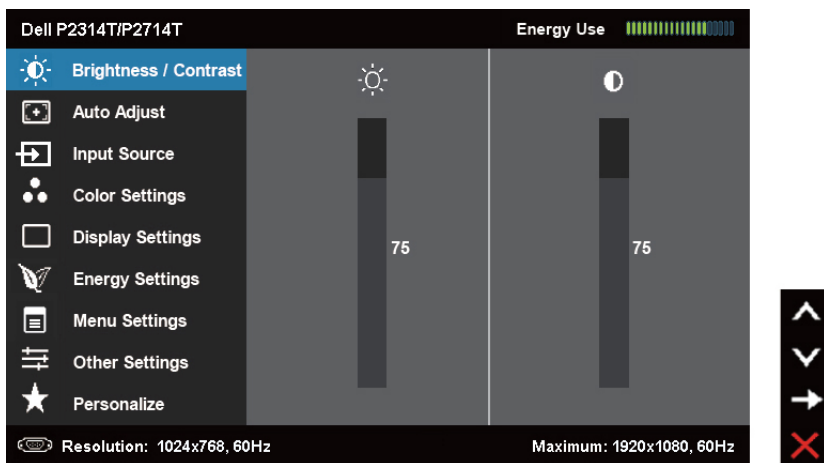 Dell P2314T/P2714T Energy Use
Brightness / Contrast
Auto Adjust
Input Source
Color Settings
Display Settings
75 75
Energy Settings
Menu Settings
Other Settings
Personalize
Resolution: 1024x768, 60Hz Maximum: 1920x1080, 60Hz